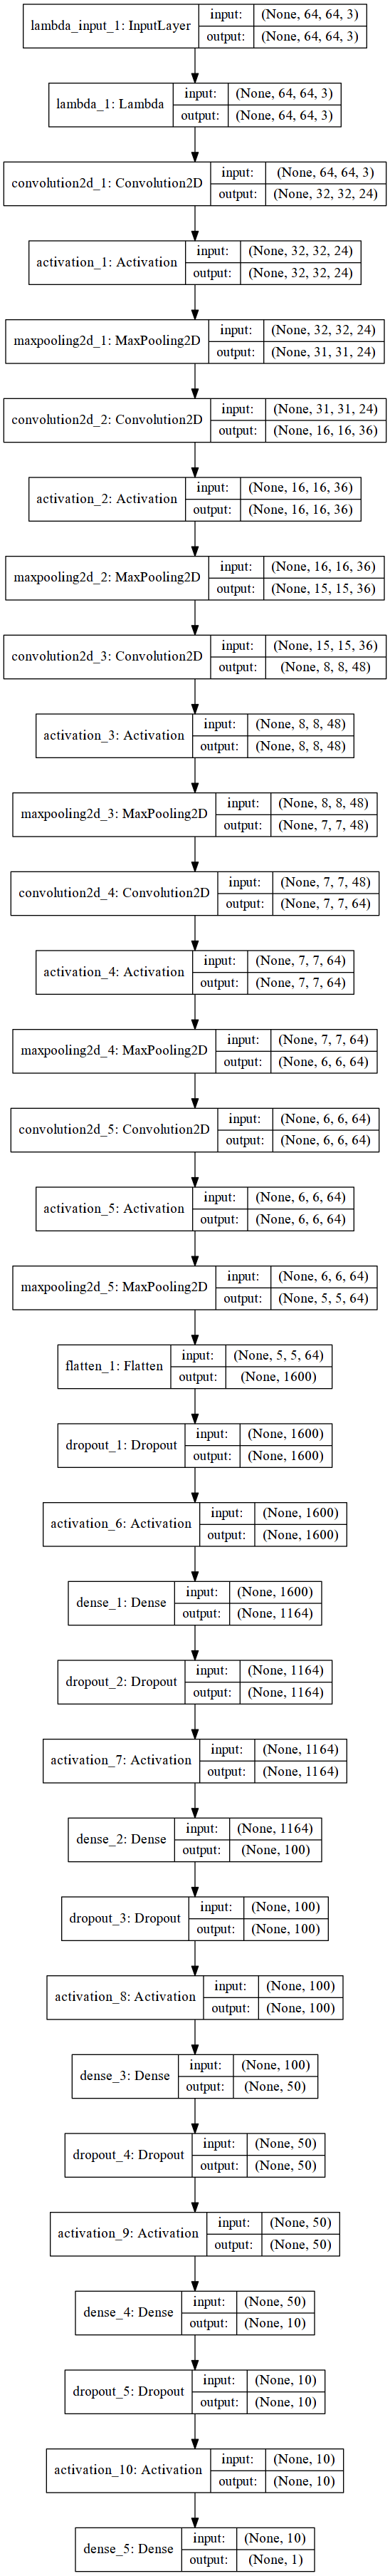 lambda_input_1: InputLayer
input: (None, 64, 64, 3)
output: (None, 64, 64, 3)
lambda_1: Lambda
input: (None, 64, 64, 3)
output: (None, 64, 64, 3)
convolution2d_1: Convolution2D
input: (None, 64, 64, 3)
output: (None, 32, 32, 24)
activation_1: Activation
input: (None, 32, 32, 24)
output: (None, 32, 32, 24)
maxpooling2d_1: MaxPooling2D
input: (None, 32, 32, 24)
output: (None, 31, 31, 24)
convolution2d_2: Convolution2D
input: (None, 31, 31, 24)
output: (None, 16, 16, 36)
activation_2: Activation
input: (None, 16, 16, 36)
output: (None, 16, 16, 36)
maxpooling2d_2: MaxPooling2D
input: (None, 16, 16, 36)
output: (None, 15, 15, 36)
convolution2d_3: Convolution2D
input: (None, 15, 15, 36)
output: (None, 8, 8, 48)
activation_3: Activation
input: (None, 8, 8, 48)
output: (None, 8, 8, 48)
maxpooling2d_3: MaxPooling2D
input: (None, 8, 8, 48)
output: (None, 7, 7, 48)
convolution2d_4: Convolution2D
input: (None, 7, 7, 48)
output: (None, 7, 7, 64)
activation_4: Activation
input: (None, 7, 7, 64)
output: (None, 7, 7, 64)
maxpooling2d_4: MaxPooling2D
input: (None, 7, 7, 64)
output: (None, 6, 6, 64)
convolution2d_5: Convolution2D
input: (None, 6, 6, 64)
output: (None, 6, 6, 64)
activation_5: Activation
input: (None, 6, 6, 64)
output: (None, 6, 6, 64)
maxpooling2d_5: MaxPooling2D
input: (None, 6, 6, 64)
output: (None, 5, 5, 64)
flatten_1: Flatten
input: (None, 5, 5, 64)
output: (None, 1600)
dropout_1: Dropout
input: (None, 1600)
output: (None, 1600)
activation_6: Activation
input: (None, 1600)
output: (None, 1600)
dense_1: Dense
input: (None, 1600)
output: (None, 1164)
dropout_2: Dropout
input: (None, 1164)
output: (None, 1164)
activation_7: Activation
input: (None, 1164)
output: (None, 1164)
dense_2: Dense
input: (None, 1164)
output: (None, 100)
dropout_3: Dropout
input: (None, 100)
output: (None, 100)
activation_8: Activation
input: (None, 100)
output: (None, 100)
dense_3: Dense
input: (None, 100)
output: (None, 50)
dropout_4: Dropout
input: (None, 50)
output: (None, 50)
activation_9: Activation
input: (None, 50)
output: (None, 50)
dense_4: Dense
input: (None, 50)
output: (None, 10)
dropout_5: Dropout
input: (None, 10)
output: (None, 10)
activation_10: Activation
input: (None, 10)
output: (None, 10)
dense_5: Dense
input: (None, 10)
output: (None, 1)